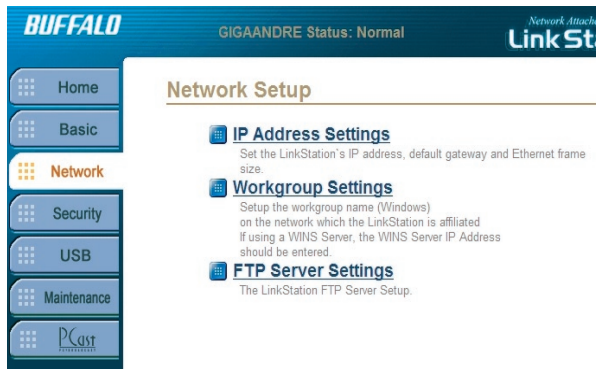 BUFFALO
GIGAANDRE Status: Normal
Network
Link
Home
Basic
Network
Security
USB
Maintenance
PCast
Network Setup
IP Address Settings
Set the LinkStation`s IP address, default gateway and Ethernet frame
size.
Workgroup Settings
Setup the workgroup name (Windows)
on the network which the LinkStation is affiliated
If using a WINS Server, the WINS Server IP Address
should be entered.
FTP Server Settings
The LinkStation FTP Server Setup.